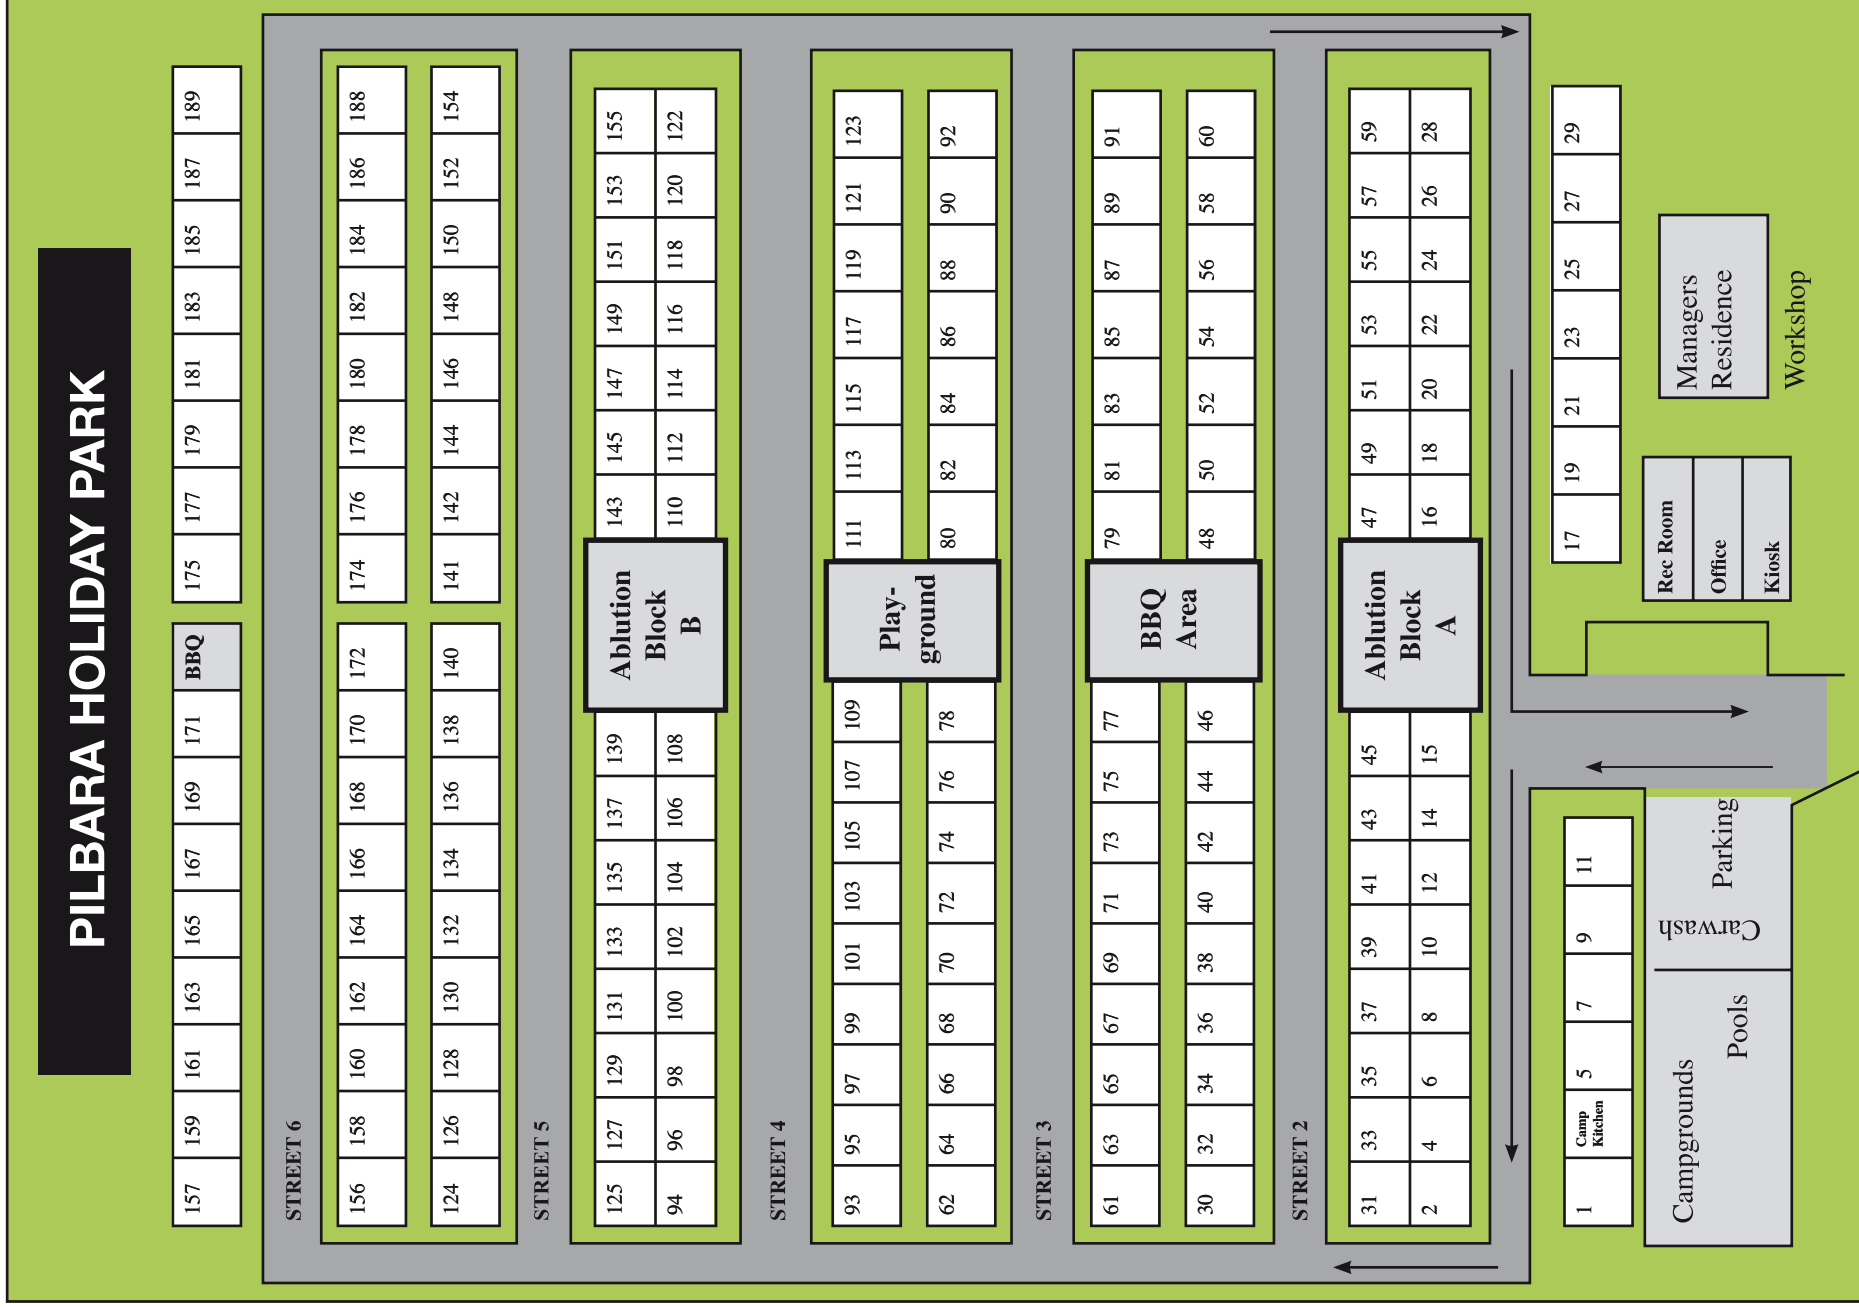 PILBARA HOLIDAY PARK
157 159 161 163 165 167 169 171 BBQ 175 177 179 181 183 185 187 189
STREET 6
156 158 160 162 164 166 168 170 172 174 176 178 180 182 184 186 188
124 126 128 130 132 134 136 138 140 141 142 144 146 148 150 152 154
STREET 5
125 127 129 131 133 135 137 139 143 145 147 149 151 153 155
94 96 98 100 102 104 106 108 110 112 114 116 118 120 122
Ablution
Block
B
STREET 4
93 95 97 99 101 103 105 107 109 111 113 115 117 119 121 123
62 64 66 68 70 72 74 76 78 80 82 84 86 88 90 92
Play-
ground
STREET 3
61 63 65 67 69 71 73 75 77 79 81 83 85 87 89 91
30 32 34 36 38 40 42 44 46 48 50 52 54 56 58 60
BBQ
Area
STREET 2
31 33 35 37 39 41 43 45 47 49 51 53 55 57 59
2 4 6 8 10 12 14 15 16 18 20 22 24 26 28
Ablution
Block
A
1
Camp
Kitchen
5 7 9 11 17 19 21 23 25 27 29
Campgrounds
Pools
Carwash
Parking
Rec Room
Office
Kiosk
Managers
Residence
Workshop